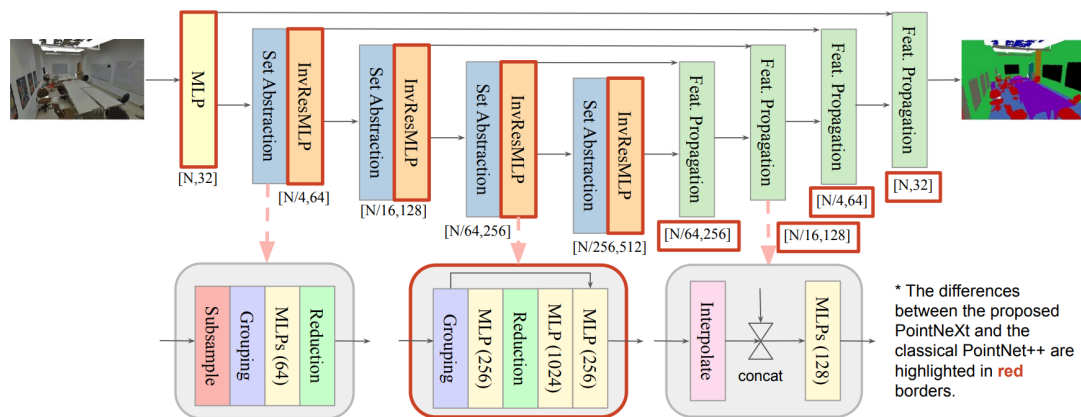 MLP
[N,32]
Set Abstraction
InvResMLP
[N/4,64]
Set Abstraction
InvResMLP
[N/16,128]
Set Abstraction
InvResMLP
[N/64,256]
Set Abstraction
InvResMLP
[N/256,512]
Feat. Propagation
[N/64,256]
Feat. Propagation
[N/16,128]
Feat. Propagation
[N/4,64]
Feat. Propagation
[N,32]
Subsample
Grouping
MLPs (64)
Reduction
Grouping
MLP (256)
Reduction
MLP (1024)
MLP (256)
Interpolate
concat
MLPs (128)
* The differences
between the proposed
PointNeXt and the
classical PointNet++ are
highlighted in red
borders.